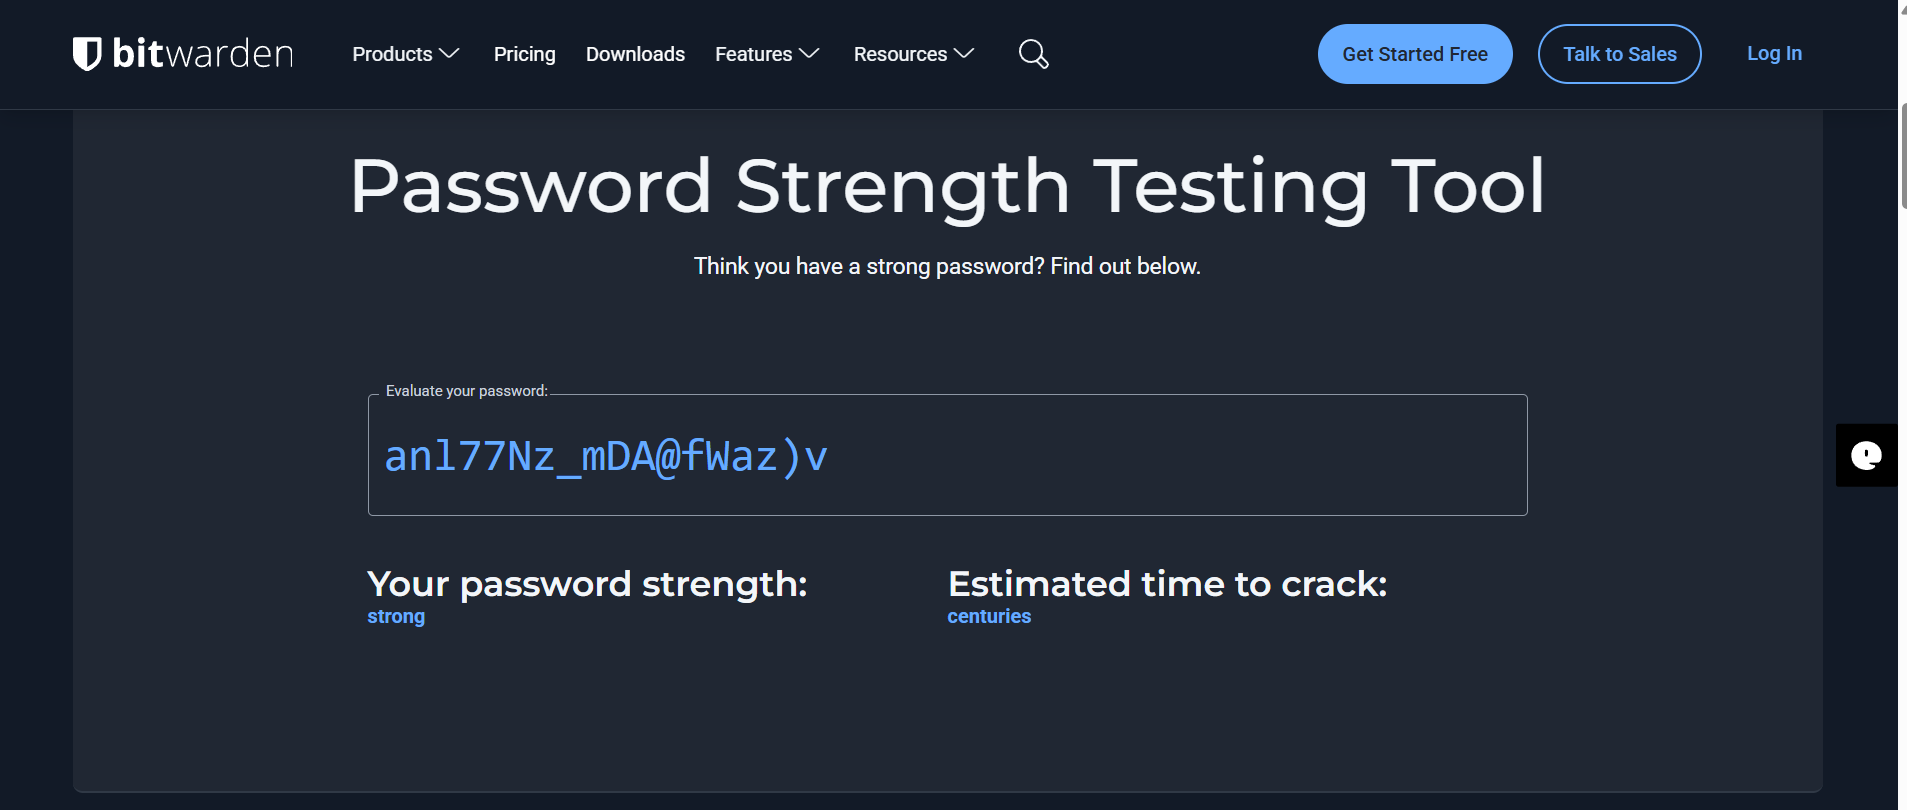 bitwarden Products Pricing Downloads Features Resources Get Started Free Talk to Sales Log In
Password Strength Testing Tool
Think you have a strong password? Find out below.
Evaluate your password:
anl77Nz_mDA@fWaz)v
Your password strength: Estimated time to crack:
strong centuries